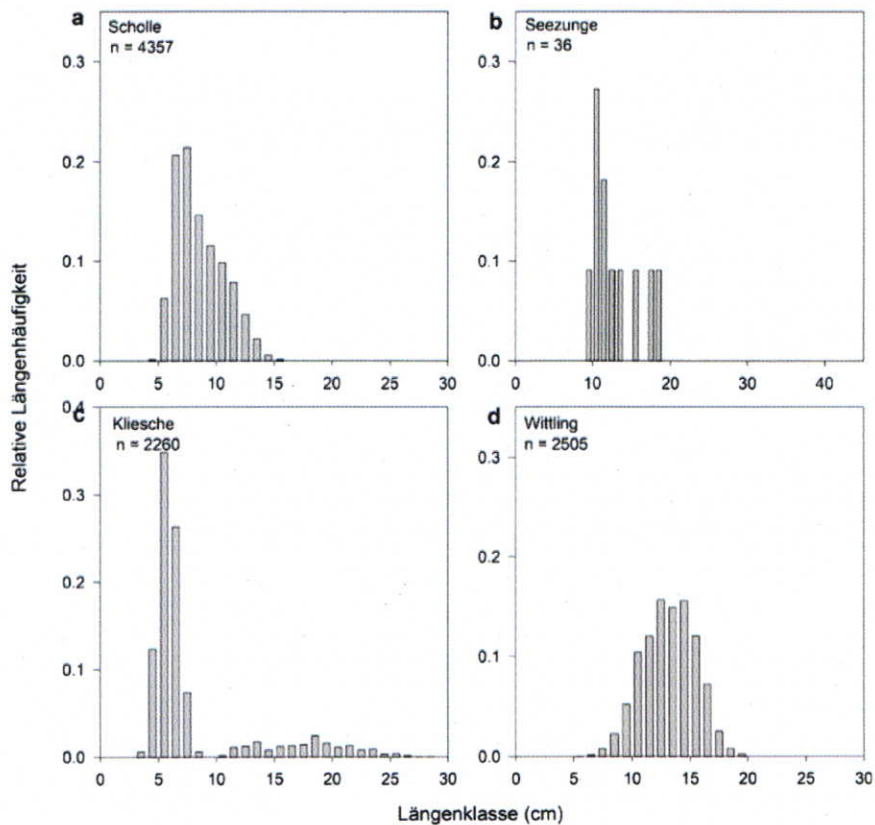 a
Scholle
n = 4357
0.3
0.2
0.1
0.0
0 5 10 15 20 25 30
b
Seezunge
n = 36
0.3
0.2
0.1
0.0
0 10 20 30 40
c
Kliesche
n = 2260
0.4
0.3
0.2
0.1
0.0
0 5 10 15 20 25 30
d
Wittling
n = 2505
0.3
0.2
0.1
0.0
0 5 10 15 20 25 30
Relative Längenhäufigkeit
Längenklasse (cm)